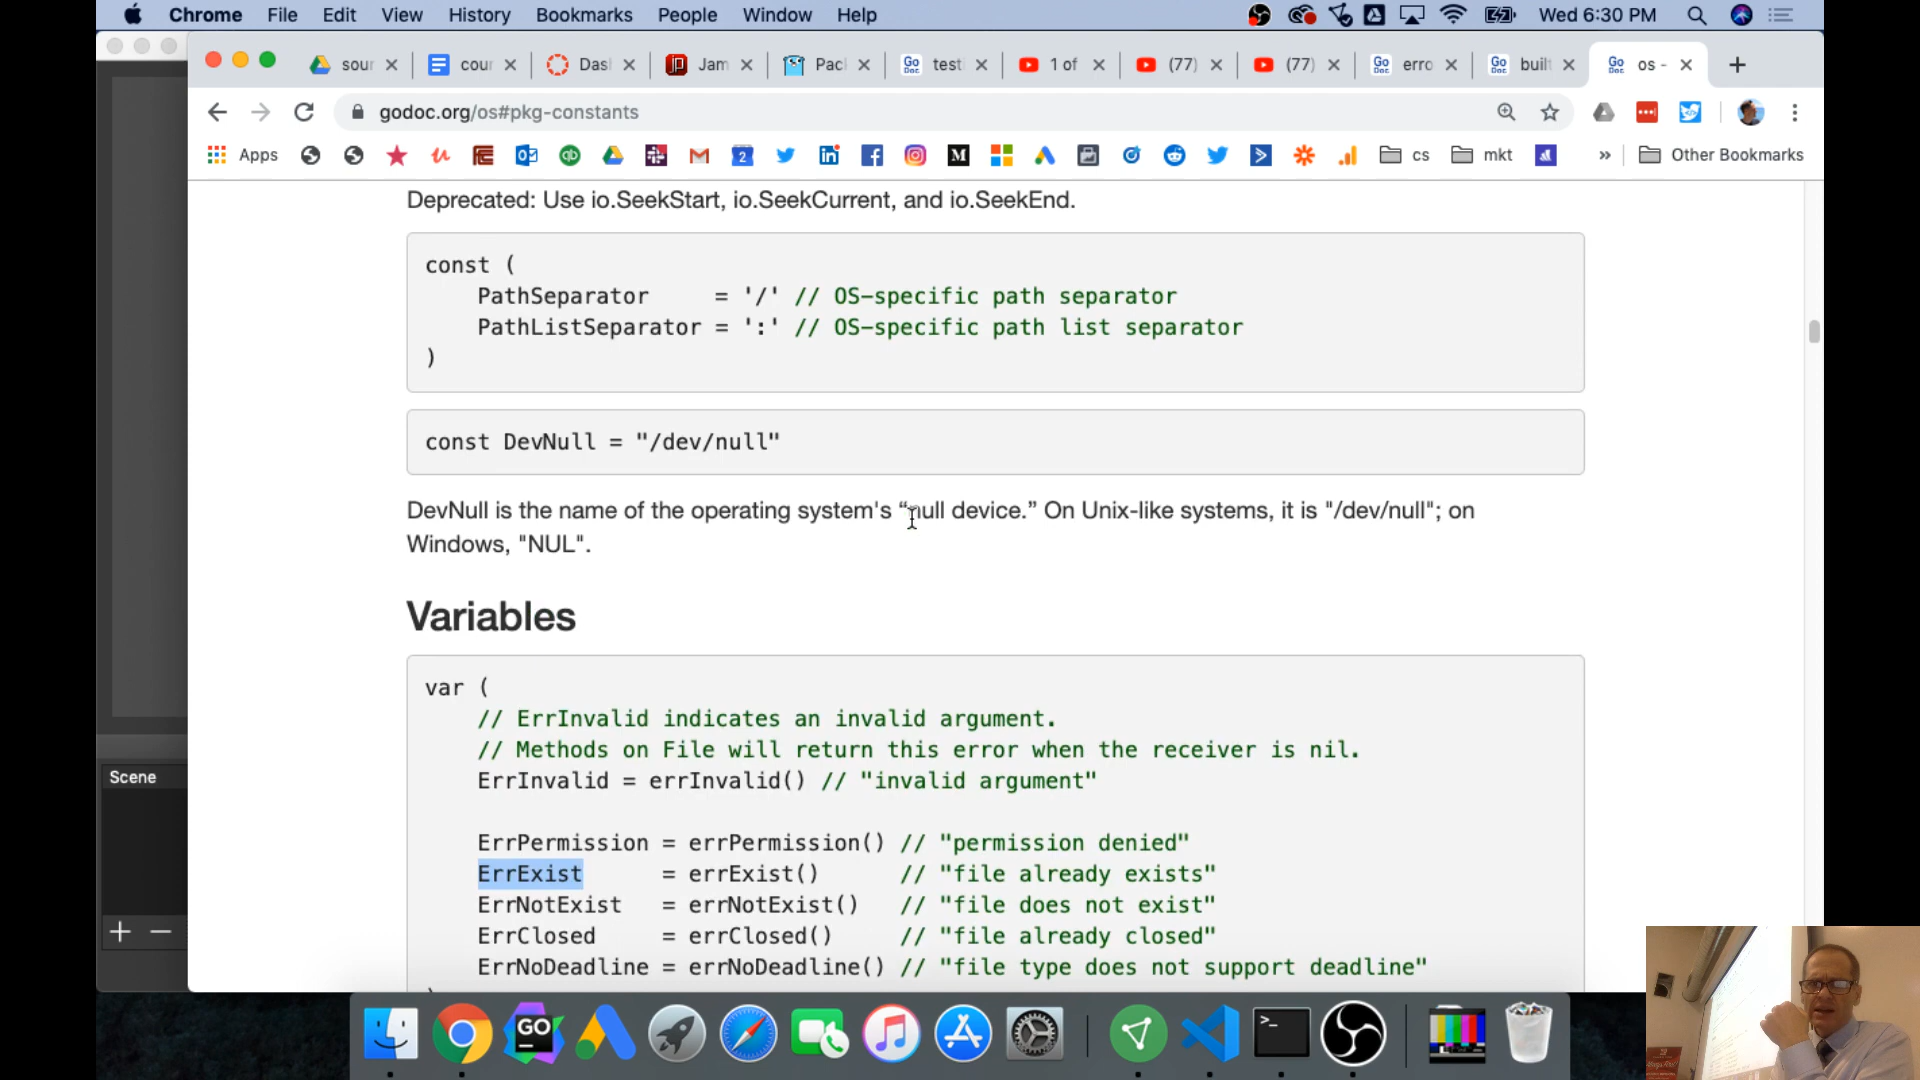 Chrome File Edit View History Bookmarks People Window Help Wed 6:30 PM
sour cour Das Jam Pacl test 1 of (77) (77) erro built os -
godoc.org/os#pkg-constants
Apps cs mkt » Other Bookmarks
Deprecated: Use io.SeekStart, io.SeekCurrent, and io.SeekEnd.
const (
PathSeparator = '/' // OS-specific path separator
PathListSeparator = ':' // OS-specific path list separator
)
const DevNull = "/dev/null"
DevNull is the name of the operating system's “null device.” On Unix-like systems, it is "/dev/null"; on
Windows, "NUL".
Variables
var (
// ErrInvalid indicates an invalid argument.
// Methods on File will return this error when the receiver is nil.
ErrInvalid = errInvalid() // "invalid argument"
ErrPermission = errPermission() // "permission denied"
ErrExist = errExist() // "file already exists"
ErrNotExist = errNotExist() // "file does not exist"
ErrClosed = errClosed() // "file already closed"
ErrNoDeadline = errNoDeadline() // "file type does not support deadline"
Scene
GO